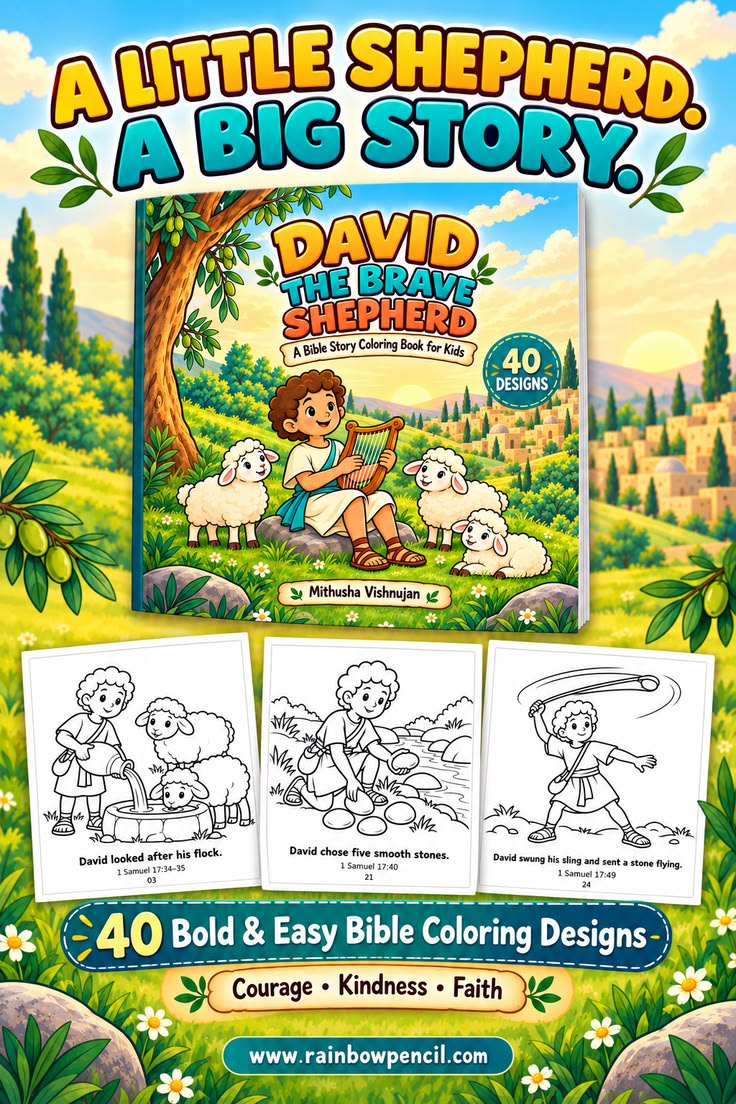 A LITTLE SHEPHERD.
A BIG STORY.
DAVID
THE BRAVE
SHEPHERD
A Bible Story Coloring Book for Kids
40
DESIGNS
Mithusha Vishnujan
David looked after his flock.
1 Samuel 17:34–35
03
David chose five smooth stones.
1 Samuel 17:40
21
David swung his sling and sent a stone flying.
1 Samuel 17:49
24
40 Bold & Easy Bible Coloring Designs
Courage • Kindness • Faith
www.rainbowpencil.com